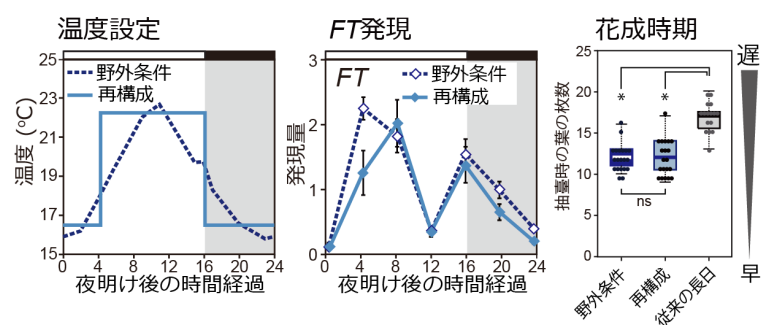 温度設定
25
23
21
19
17
15
温度（℃）
野外条件
再構成
0 4 8 12 16 20 24
夜明け後の時間経過
FT発現
3
2
1
0
発現量
FT
野外条件
再構成
0 4 8 12 16 20 24
夜明け後の時間経過
花成時期
25
20
15
10
5
0
抽薹時の葉の枚数
* *
ns
野外条件
再構成
従来の長日
遅
早